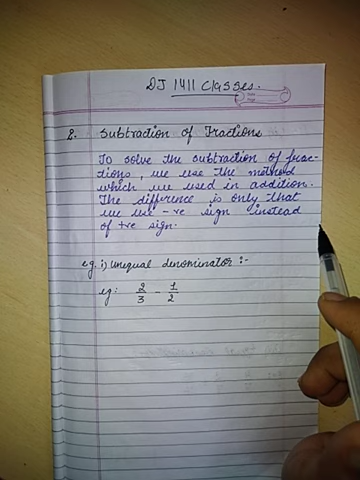 DJ 1411 Classes.
2. Subtraction of Fractions
To solve the subtraction of frac-
tions, we use the method
which we used in addition.
The difference is only that
we use -ve sign instead
of +ve sign.
eg. i) Unequal denominator :-
eg: 2/3 - 1/2